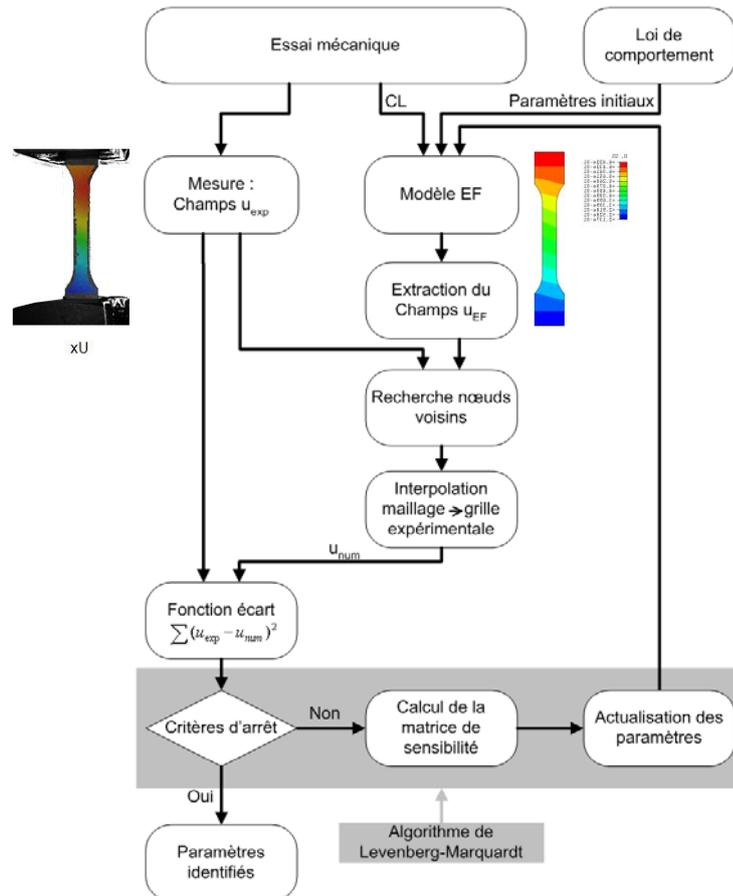 Essai mécanique
Loi de
comportement
CL
Paramètres initiaux
Mesure :
Champs u_exp
Modèle EF
Extraction du
Champs u_EF
xU
Recherche nœuds
voisins
Interpolation
maillage → grille
expérimentale
u_num
Fonction écart
∑(u_exp − u_num)²
Critères d'arrêt
Non
Calcul de la
matrice de
sensibilité
Actualisation des
paramètres
Oui
Algorithme de
Levenberg-Marquardt
Paramètres
identifiés